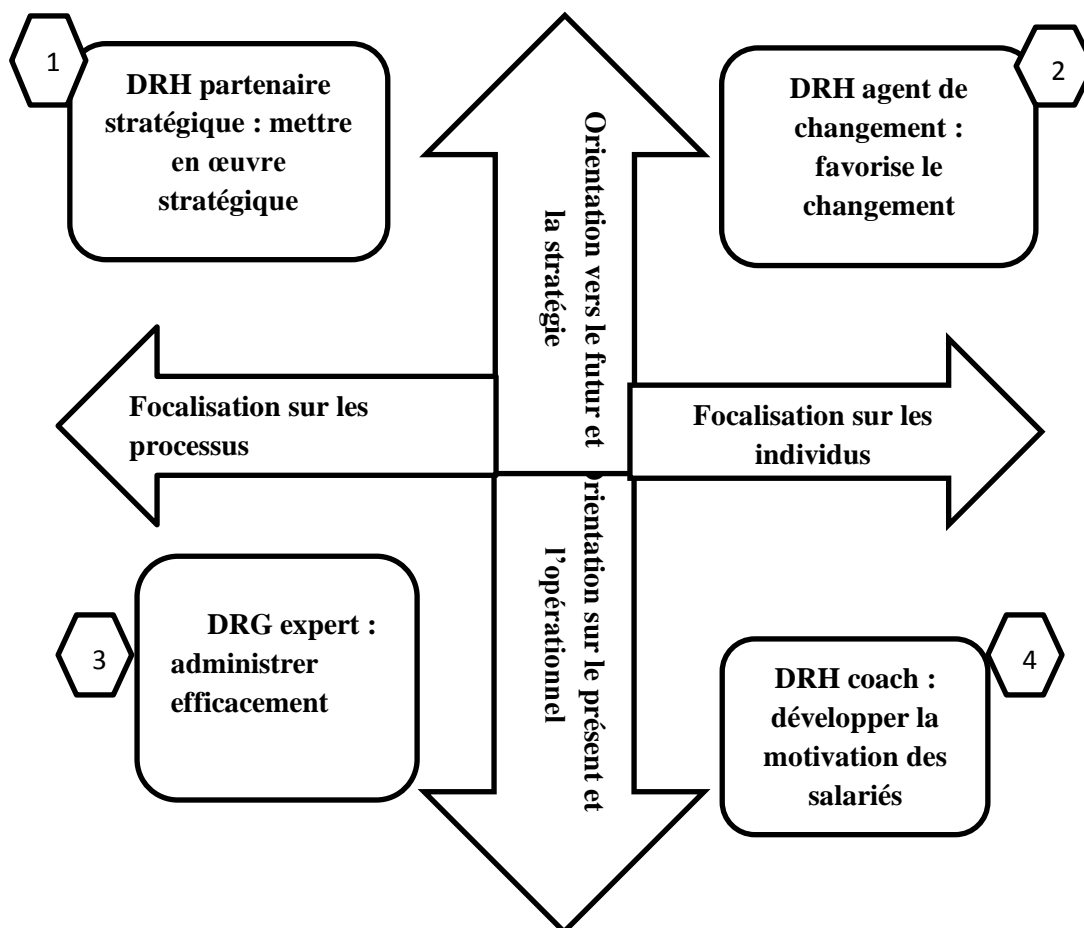 1
DRH partenaire
stratégique : mettre
en œuvre
stratégique
2
DRH agent de
changement :
favorise le
changement
Orientation vers le futur et
la stratégie
Focalisation sur les
processus
Focalisation sur les
individus
rientation sur le présent et
l’opérationnel
3
DRG expert :
administrer
efficacement
4
DRH coach :
développer la
motivation des
salariés